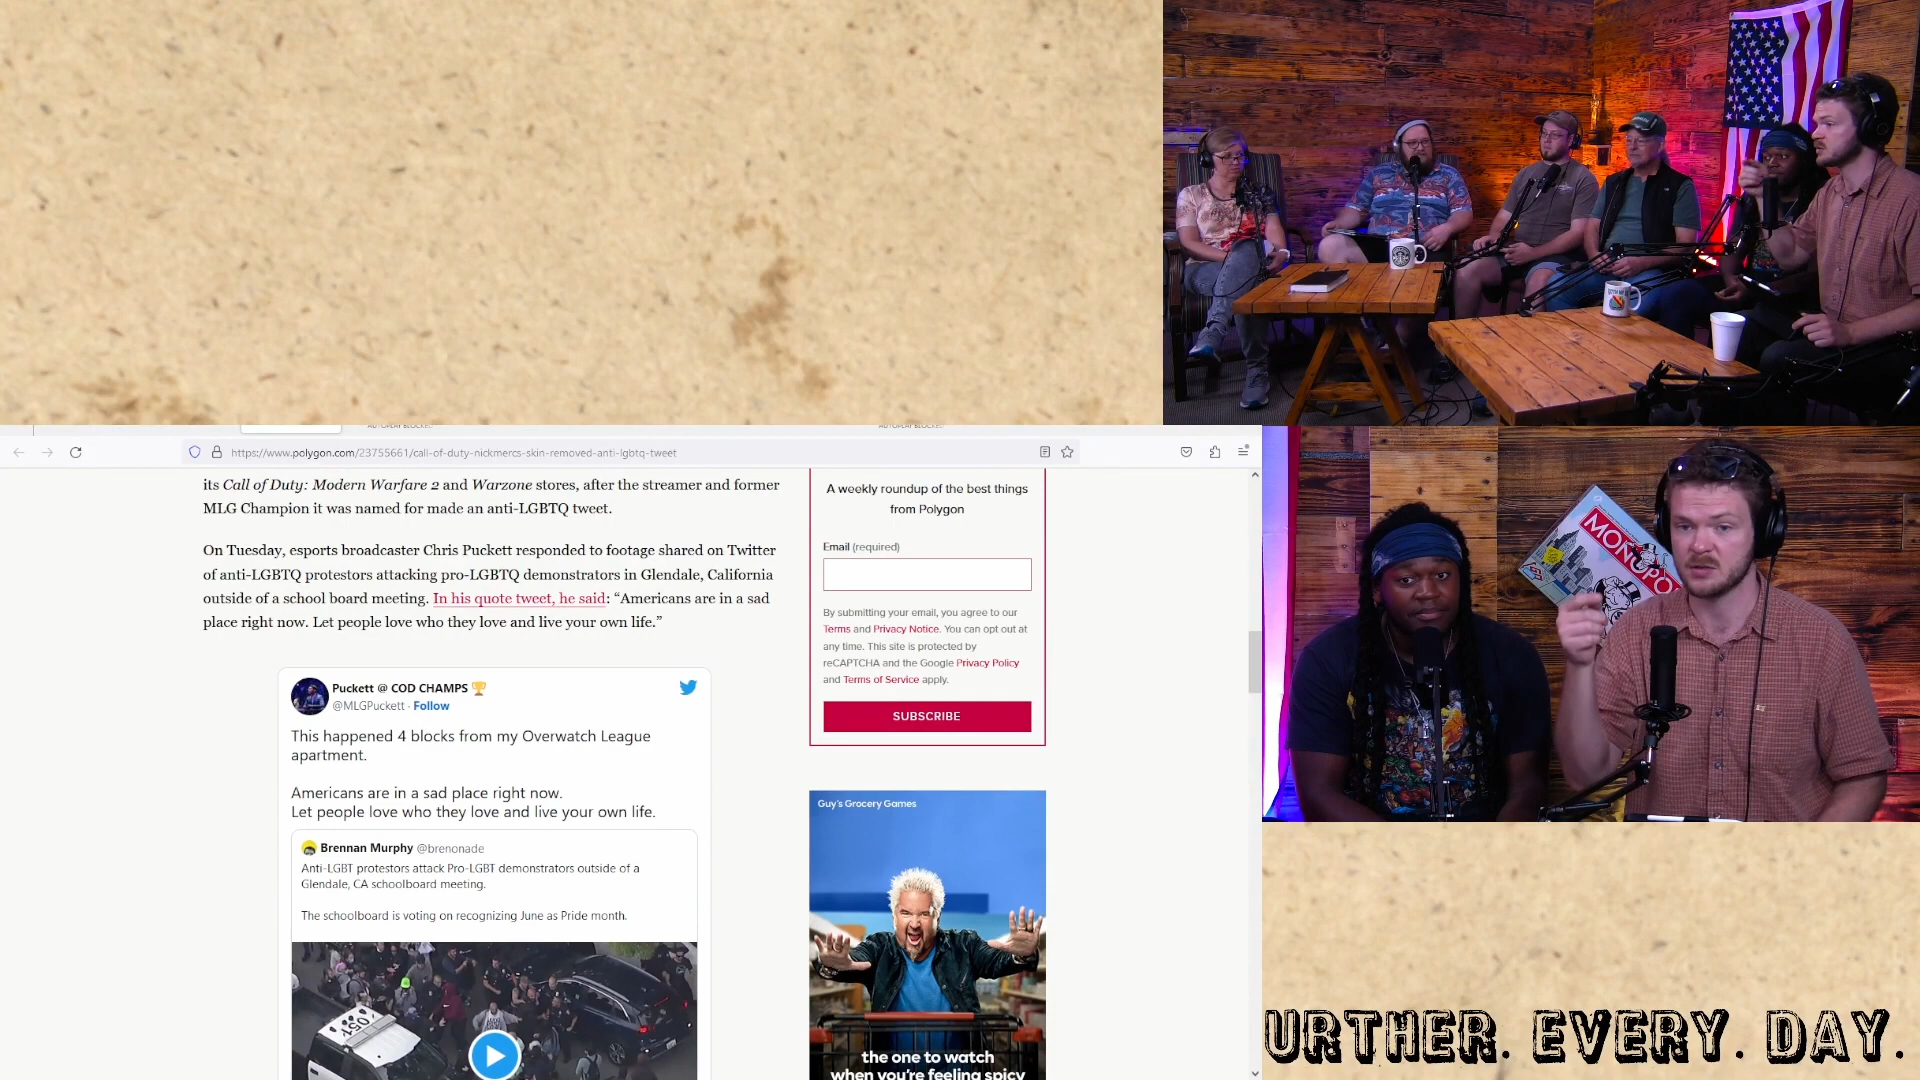 https://www.polygon.com/23755661/call-of-duty-nickmercs-skin-removed-anti-lgbtq-tweet
its Call of Duty: Modern Warfare 2 and Warzone stores, after the streamer and former
MLG Champion it was named for made an anti-LGBTQ tweet.
On Tuesday, esports broadcaster Chris Puckett responded to footage shared on Twitter
of anti-LGBTQ protestors attacking pro-LGBTQ demonstrators in Glendale, California
outside of a school board meeting. In his quote tweet, he said: “Americans are in a sad
place right now. Let people love who they love and live your own life.”
Puckett @ COD CHAMPS 🏆
@MLGPuckett · Follow
This happened 4 blocks from my Overwatch League
apartment.
Americans are in a sad place right now.
Let people love who they love and live your own life.
Brennan Murphy @brenonade
Anti-LGBT protestors attack Pro-LGBT demonstrators outside of a
Glendale, CA schoolboard meeting.
The schoolboard is voting on recognizing June as Pride month.
A weekly roundup of the best things
from Polygon
Email (required)
By submitting your email, you agree to our
Terms and Privacy Notice. You can opt out at
any time. This site is protected by
reCAPTCHA and the Google Privacy Policy
and Terms of Service apply.
SUBSCRIBE
Guy's Grocery Games
the one to watch
when you're feeling spicy
MONOPO
URTHER. EVERY. DAY.